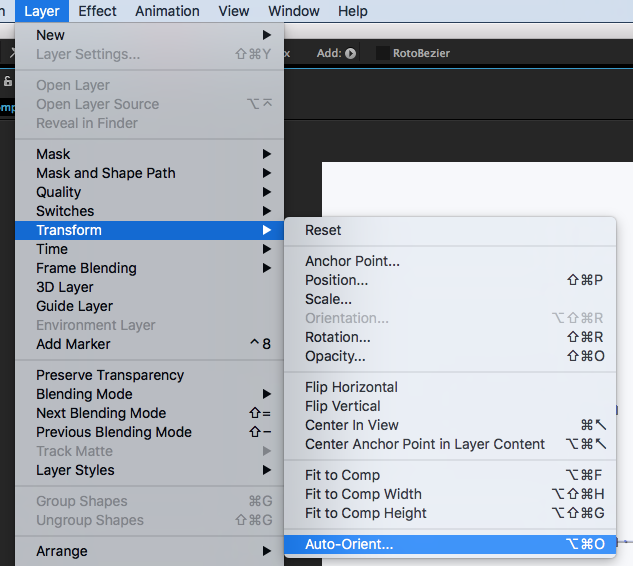 Layer Effect Animation View Window Help
New
Layer Settings... ⇧⌘Y
Add: RotoBezier
Open Layer
Open Layer Source ⌥⌤
Reveal in Finder
Mask
Mask and Shape Path
Quality
Switches
Transform
Time
Frame Blending
3D Layer
Guide Layer
Environment Layer
Add Marker ^8
Preserve Transparency
Blending Mode
Next Blending Mode ⇧=
Previous Blending Mode ⇧-
Track Matte
Layer Styles
Group Shapes ⌘G
Ungroup Shapes ⇧⌘G
Arrange
Reset
Anchor Point...
Position... ⇧⌘P
Scale...
Orientation... ⌥⇧⌘R
Rotation... ⇧⌘R
Opacity... ⇧⌘O
Flip Horizontal
Flip Vertical
Center In View ⌘↖
Center Anchor Point in Layer Content ⌥⌘↖
Fit to Comp ⌥⌘F
Fit to Comp Width ⌥⇧⌘H
Fit to Comp Height ⌥⇧⌘G
Auto-Orient... ⌥⌘O